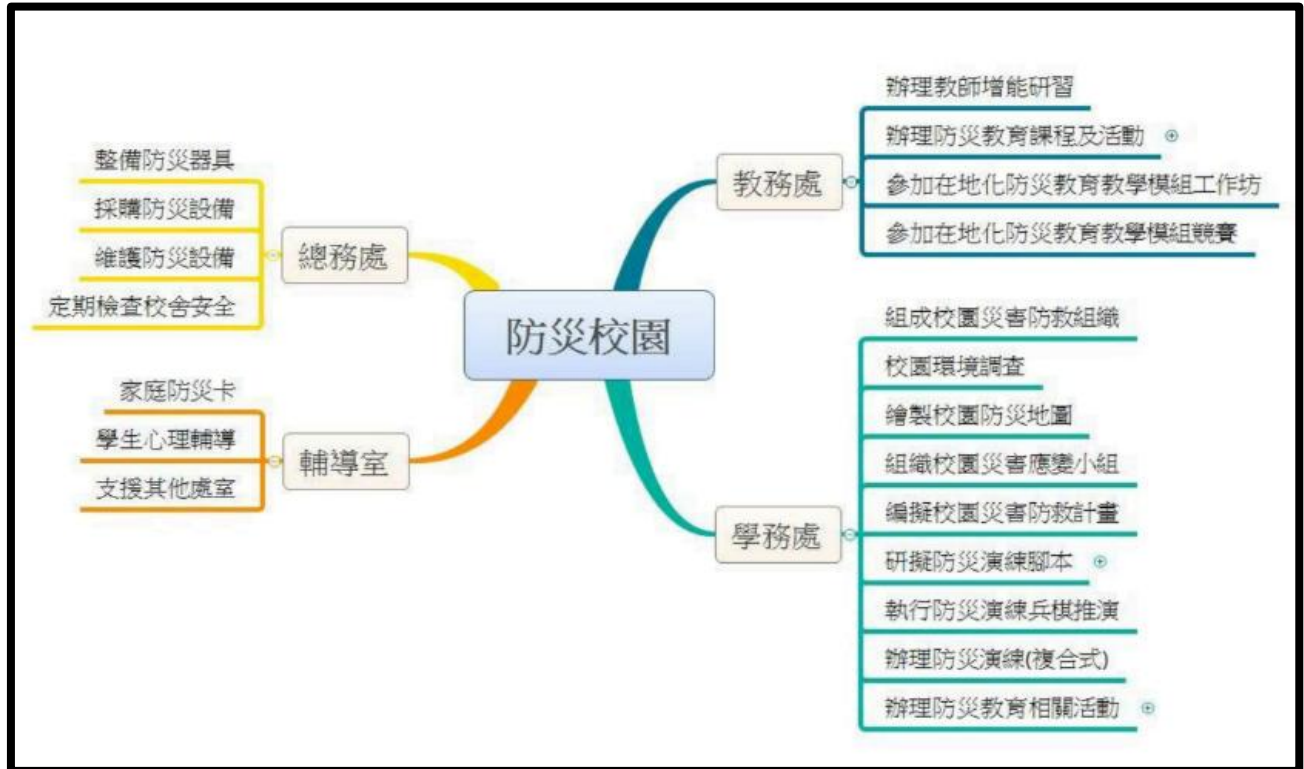 防災校園
教務處
辦理教師增能研習
辦理防災教育課程及活動
參加在地化防災教育教學模組工作坊
參加在地化防災教育教學模組競賽
學務處
組成校園災害防救組織
校園環境調查
繪製校園防災地圖
組織校園災害應變小組
編擬校園災害防救計畫
研擬防災演練腳本
執行防災演練兵棋推演
辦理防災演練(複合式)
辦理防災教育相關活動
總務處
整備防災器具
採購防災設備
維護防災設備
定期檢查校舍安全
輔導室
家庭防災卡
學生心理輔導
支援其他處室